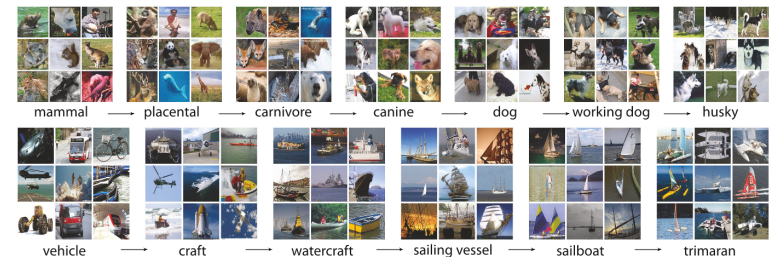 mammal → placental → carnivore → canine → dog → working dog → husky
vehicle → craft → watercraft → sailing vessel → sailboat → trimaran